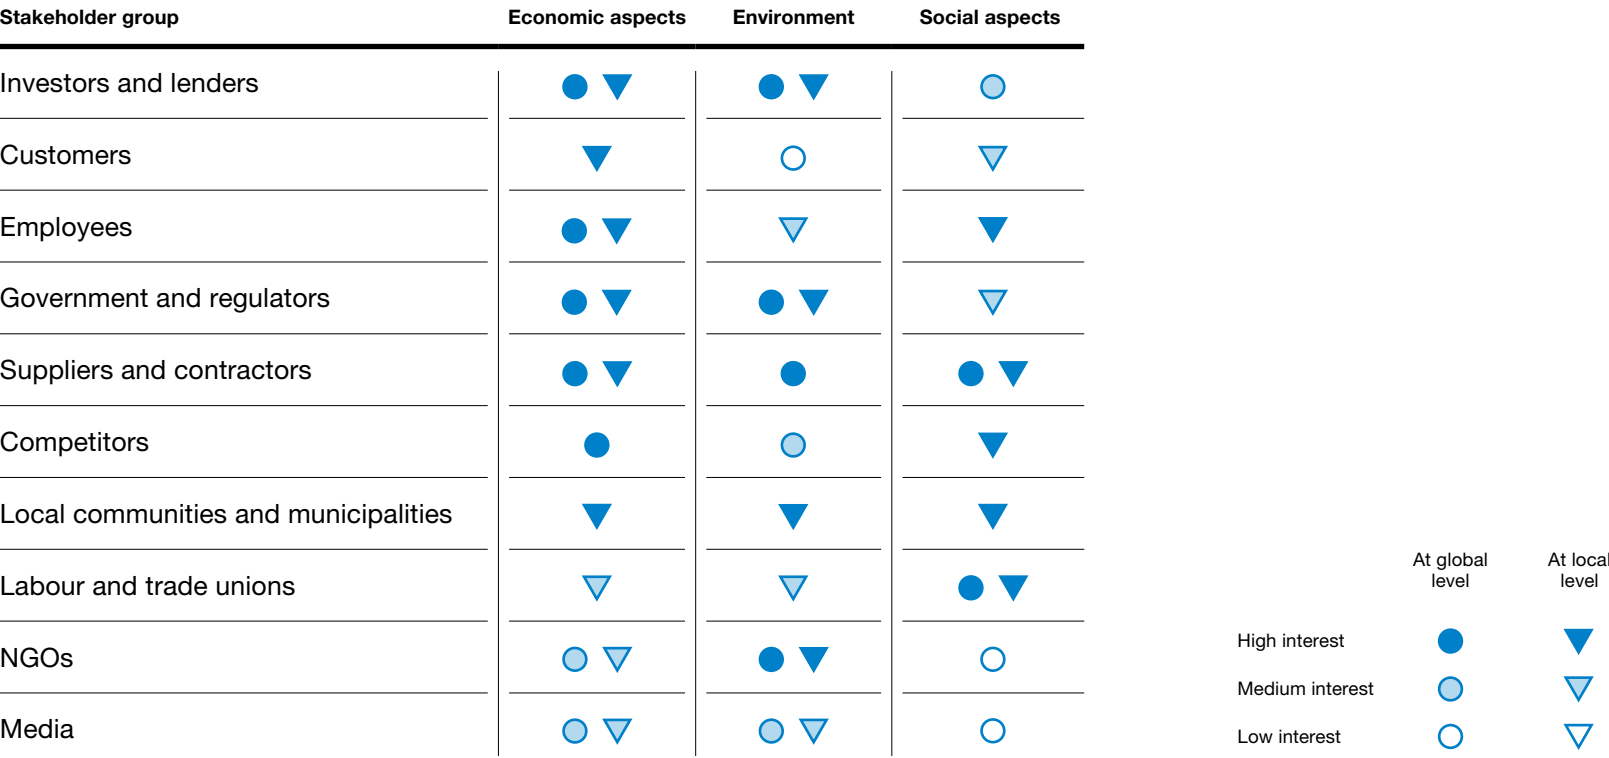 Stakeholder group Economic aspects Environment Social aspects
Investors and lenders
Customers
Employees
Government and regulators
Suppliers and contractors
Competitors
Local communities and municipalities
Labour and trade unions
NGOs
Media
At global level
At local level
High interest
Medium interest
Low interest